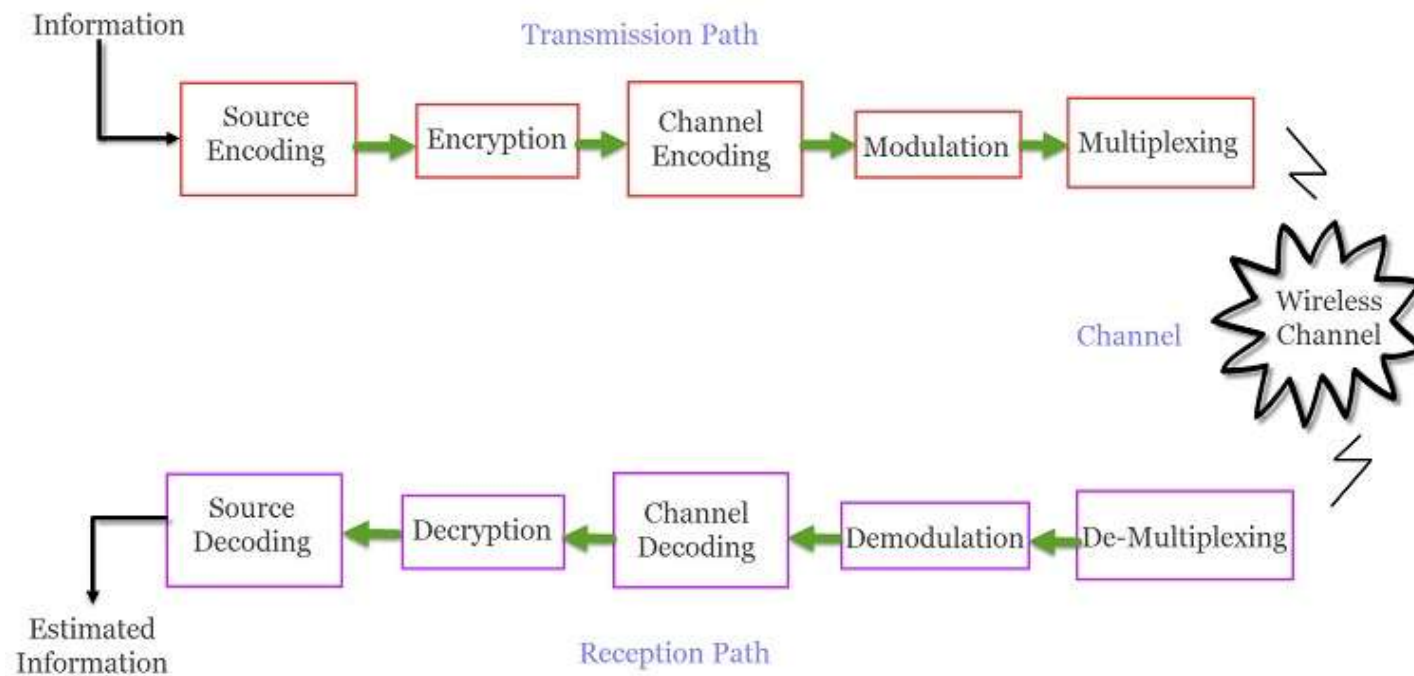 Information
Transmission Path
Source
Encoding
Encryption
Channel
Encoding
Modulation
Multiplexing
Wireless
Channel
Channel
De-Multiplexing
Demodulation
Channel
Decoding
Decryption
Source
Decoding
Estimated
Information
Reception Path